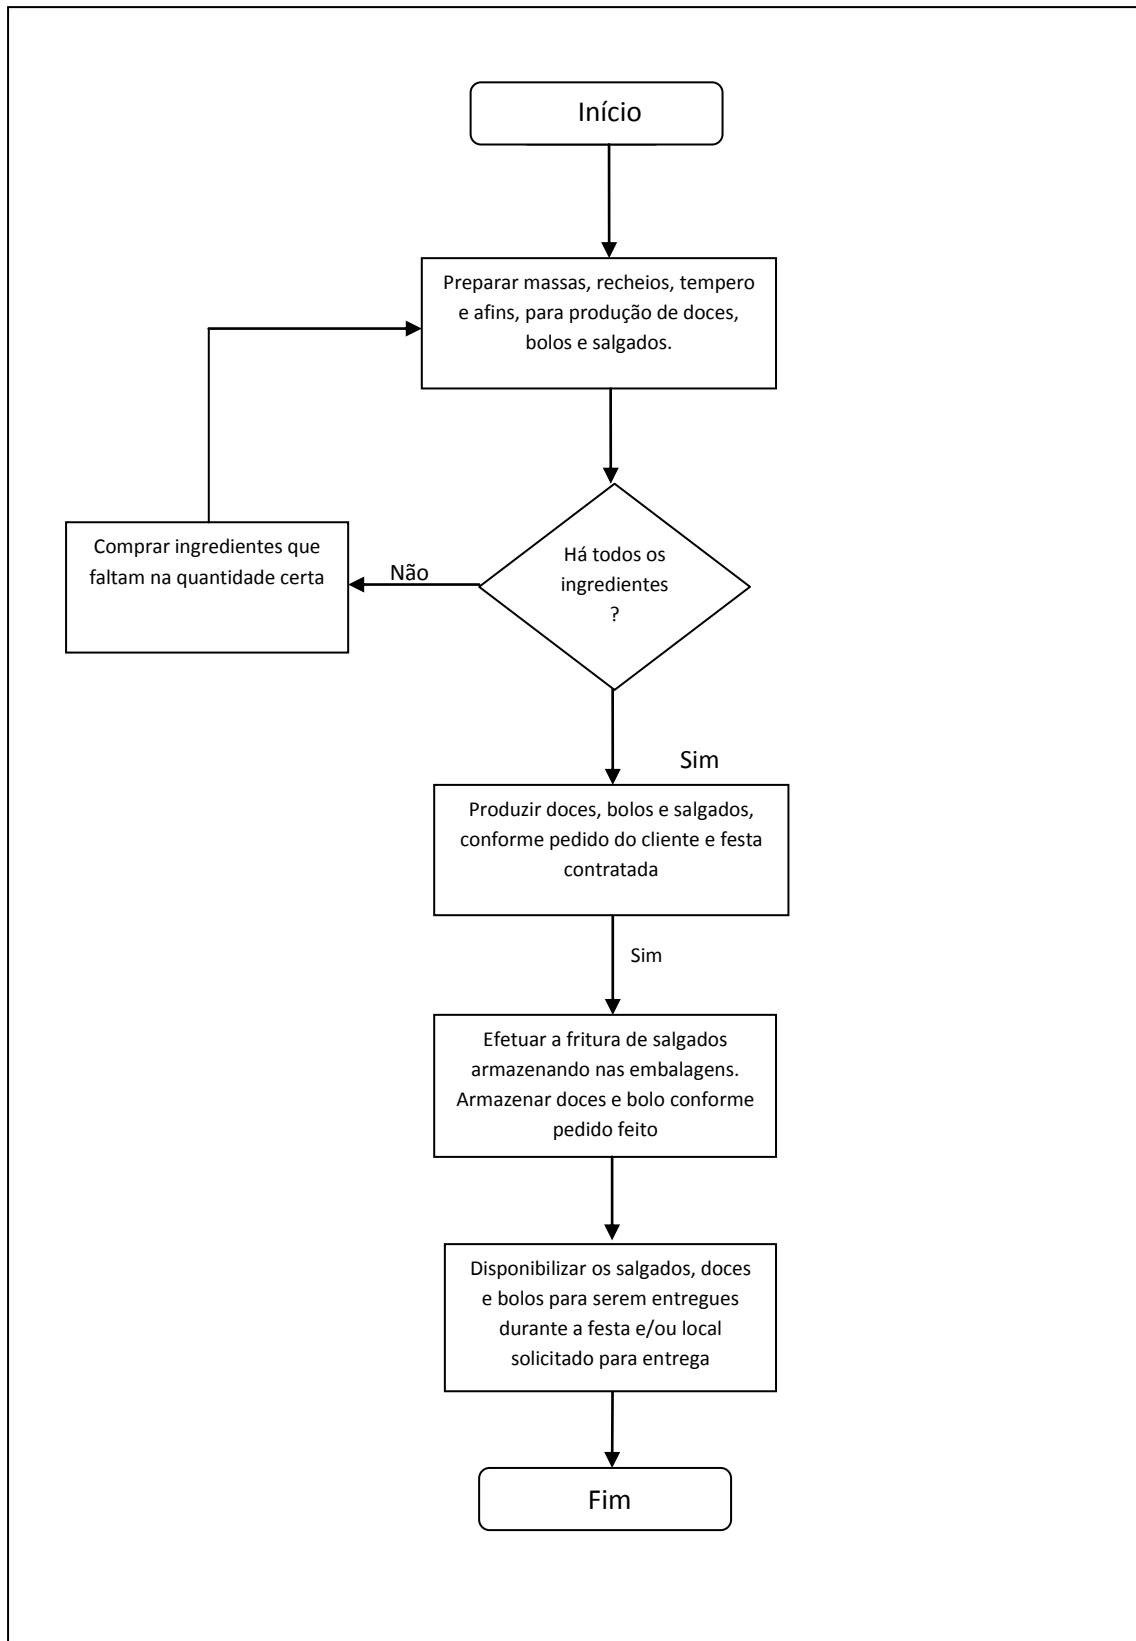 Início
Preparar massas, recheios, tempero
e afins, para produção de doces,
bolos e salgados.
Comprar ingredientes que
faltam na quantidade certa
Não
Há todos os
ingredientes
?
Sim
Produzir doces, bolos e salgados,
conforme pedido do cliente e festa
contratada
Sim
Efetuar a fritura de salgados
armazenando nas embalagens.
Armazenar doces e bolo conforme
pedido feito
Disponibilizar os salgados, doces
e bolos para serem entregues
durante a festa e/ou local
solicitado para entrega
Fim